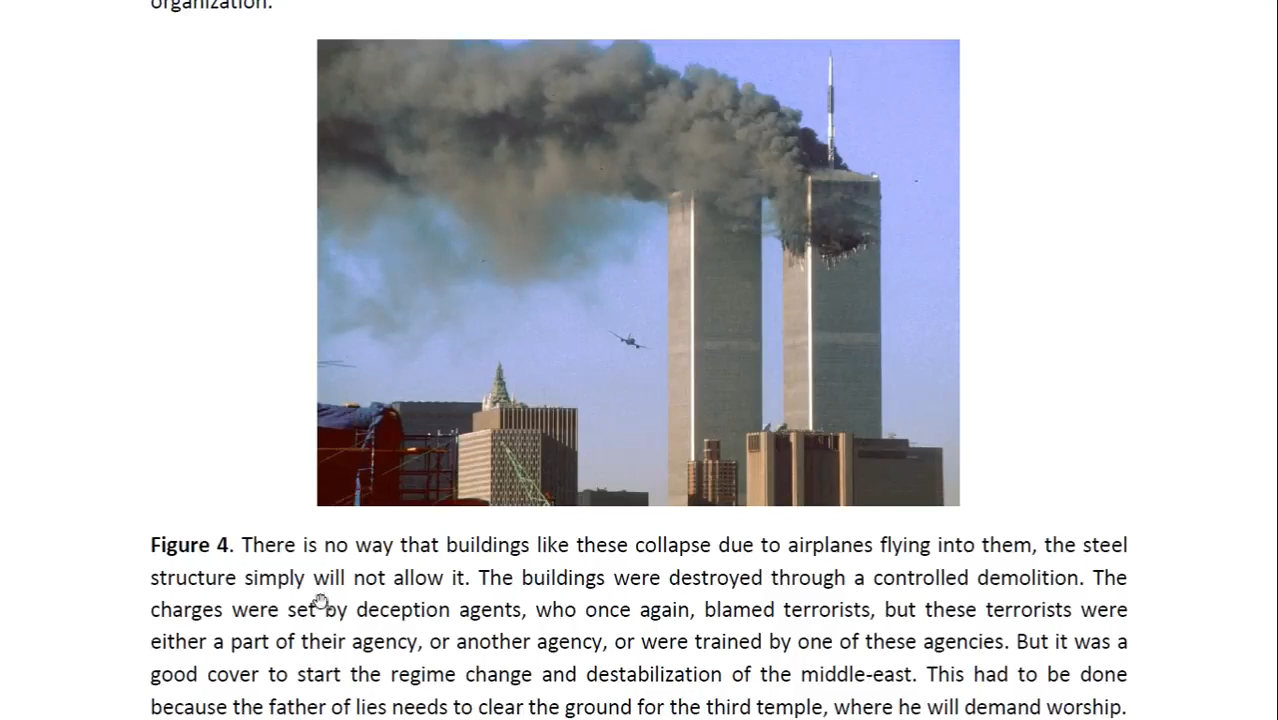 organization.
Figure 4. There is no way that buildings like these collapse due to airplanes flying into them, the steel
structure simply will not allow it. The buildings were destroyed through a controlled demolition. The
charges were set by deception agents, who once again, blamed terrorists, but these terrorists were
either a part of their agency, or another agency, or were trained by one of these agencies. But it was a
good cover to start the regime change and destabilization of the middle-east. This had to be done
because the father of lies needs to clear the ground for the third temple, where he will demand worship.